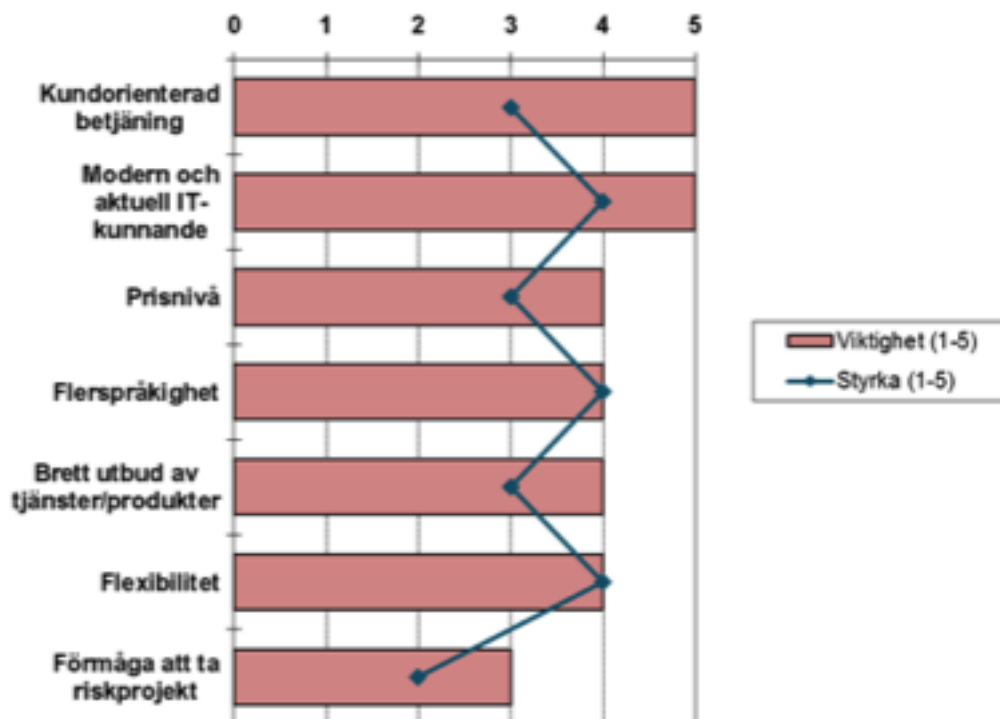 0 1 2 3 4 5
Kundorienterad
betjäning
Modern och
aktuell IT-
kunnande
Prisnivå
Flerspråkighet
Brett utbud av
tjänster/produkter
Flexibilitet
Förmåga att ta
riskprojekt
Viktighet (1-5)
Styrka (1-5)